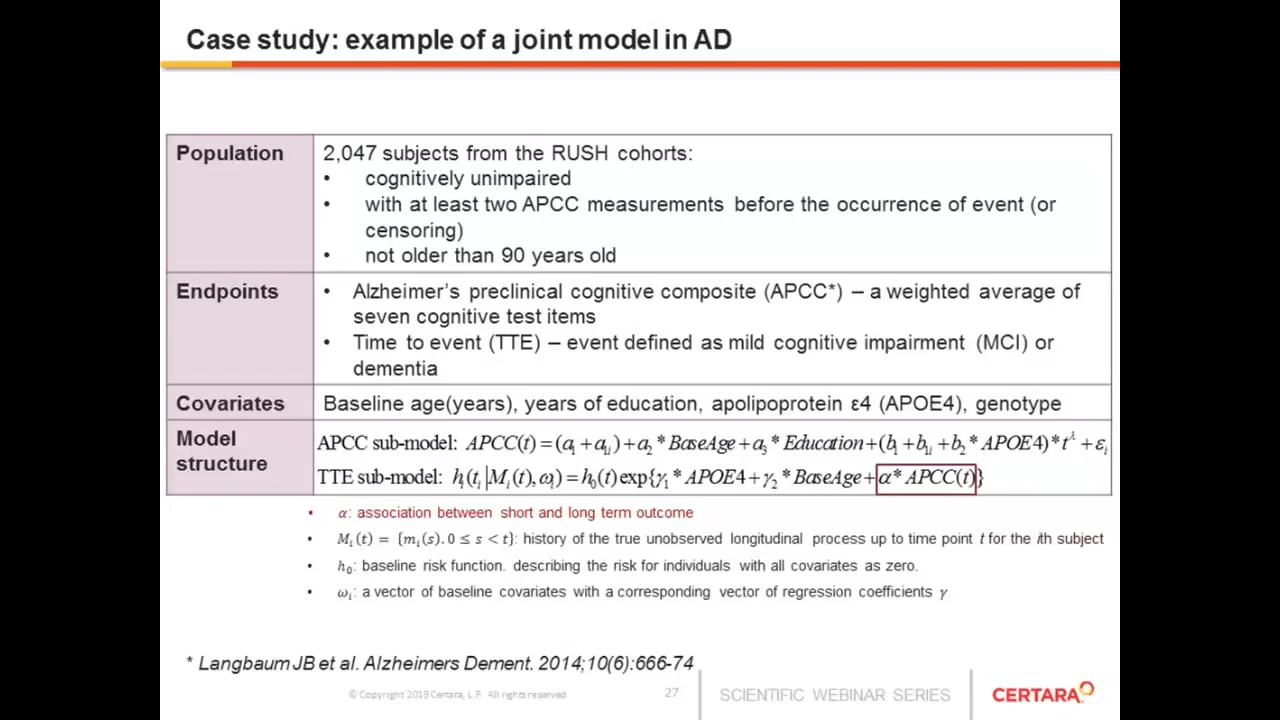 Case study: example of a joint model in AD
Population
2,047 subjects from the RUSH cohorts:
• cognitively unimpaired
• with at least two APCC measurements before the occurrence of event (or
censoring)
• not older than 90 years old
Endpoints
• Alzheimer's preclinical cognitive composite (APCC*) – a weighted average of
seven cognitive test items
• Time to event (TTE) – event defined as mild cognitive impairment (MCI) or
dementia
Covariates
Baseline age(years), years of education, apolipoprotein ε4 (APOE4), genotype
Model
structure
APCC sub-model: APCC(t) = (a₁ + a₁ᵢ) + a₂ * BaseAge + a₃ * Education + (b₁ + b₁ᵢ + b₂ * APOE4) * t^λ + εᵢ
TTE sub-model: hᵢ(tᵢ | Mᵢ(t), ωᵢ) = h₀(t) exp{γ₁ * APOE4 + γ₂ * BaseAge + α * APCC(t)}
• α: association between short and long term outcome
• Mᵢ(t) = {mᵢ(s). 0 ≤ s < t}: history of the true unobserved longitudinal process up to time point t for the ith subject
• h₀: baseline risk function. describing the risk for individuals with all covariates as zero.
• ωᵢ: a vector of baseline covariates with a corresponding vector of regression coefficients γ
* Langbaum JB et al. Alzheimers Dement. 2014;10(6):666-74
© Copyright 2019 Certara, L.P. All rights reserved
27
SCIENTIFIC WEBINAR SERIES
CERTARA